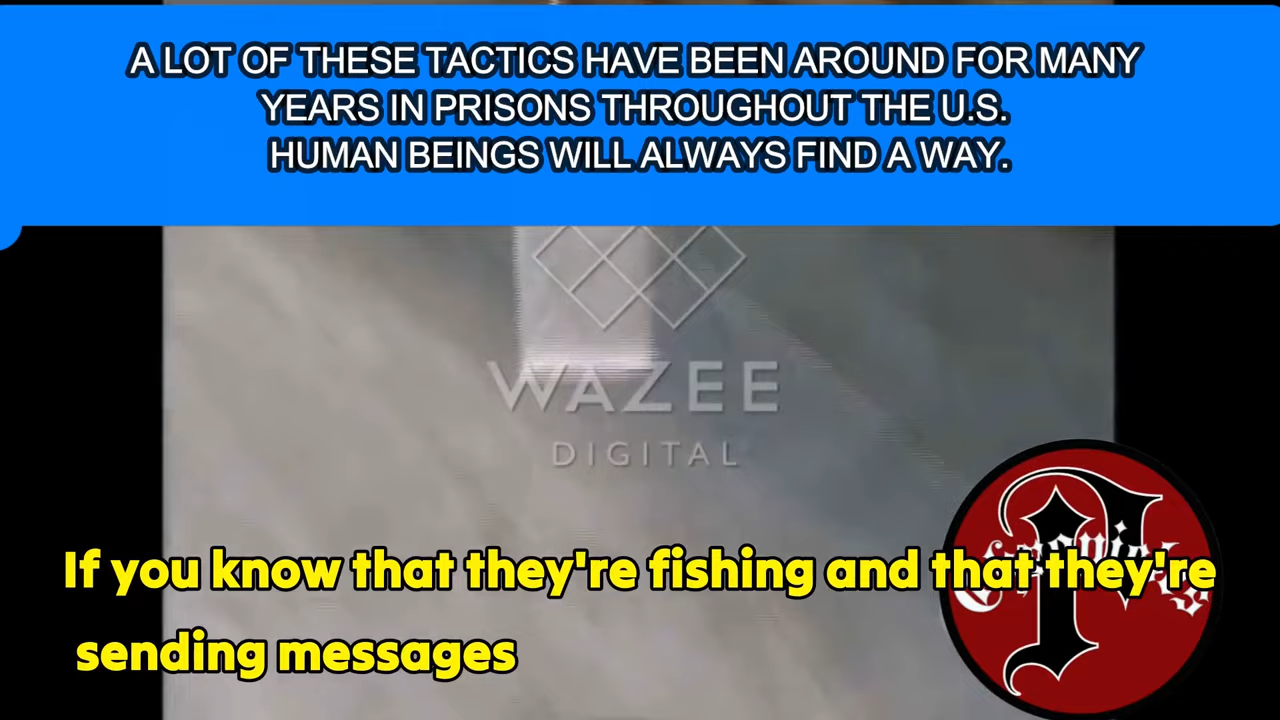 A LOT OF THESE TACTICS HAVE BEEN AROUND FOR MANY
YEARS IN PRISONS THROUGHOUT THE U.S.
HUMAN BEINGS WILL ALWAYS FIND A WAY.
WAZEE
DIGITAL
If you know that they're fishing and that they're
sending messages